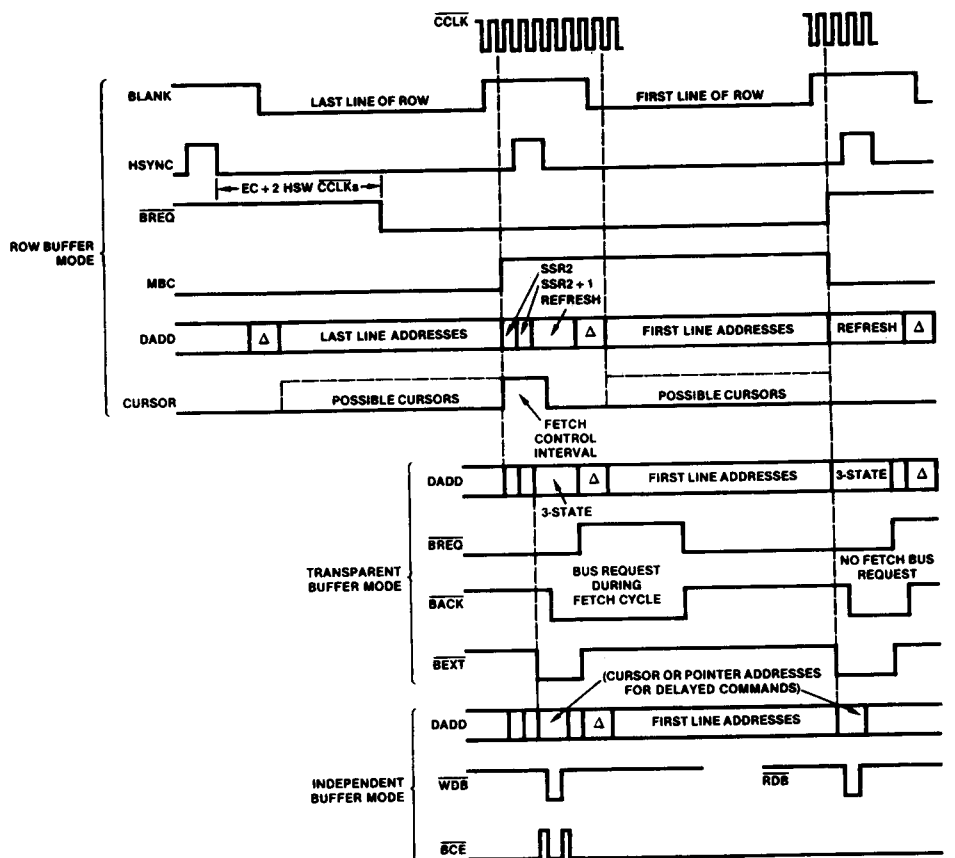 CCLK
BLANK
LAST LINE OF ROW
FIRST LINE OF ROW
HSYNC
EC + 2 HSW CCLKs
BREQ
ROW BUFFER
MODE
MBC
SSR2
SSR2 + 1
REFRESH
DADD
Δ
LAST LINE ADDRESSES
Δ
FIRST LINE ADDRESSES
REFRESH
Δ
CURSOR
POSSIBLE CURSORS
POSSIBLE CURSORS
FETCH
CONTROL
INTERVAL
DADD
Δ
FIRST LINE ADDRESSES
3-STATE
Δ
3-STATE
BREQ
TRANSPARENT
BUFFER MODE
BUS REQUEST
DURING
FETCH CYCLE
NO FETCH BUS
REQUEST
BACK
BEXT
(CURSOR OR POINTER ADDRESSES
FOR DELAYED COMMANDS)
DADD
Δ
FIRST LINE ADDRESSES
INDEPENDENT
BUFFER MODE
WDB
RDB
BCE